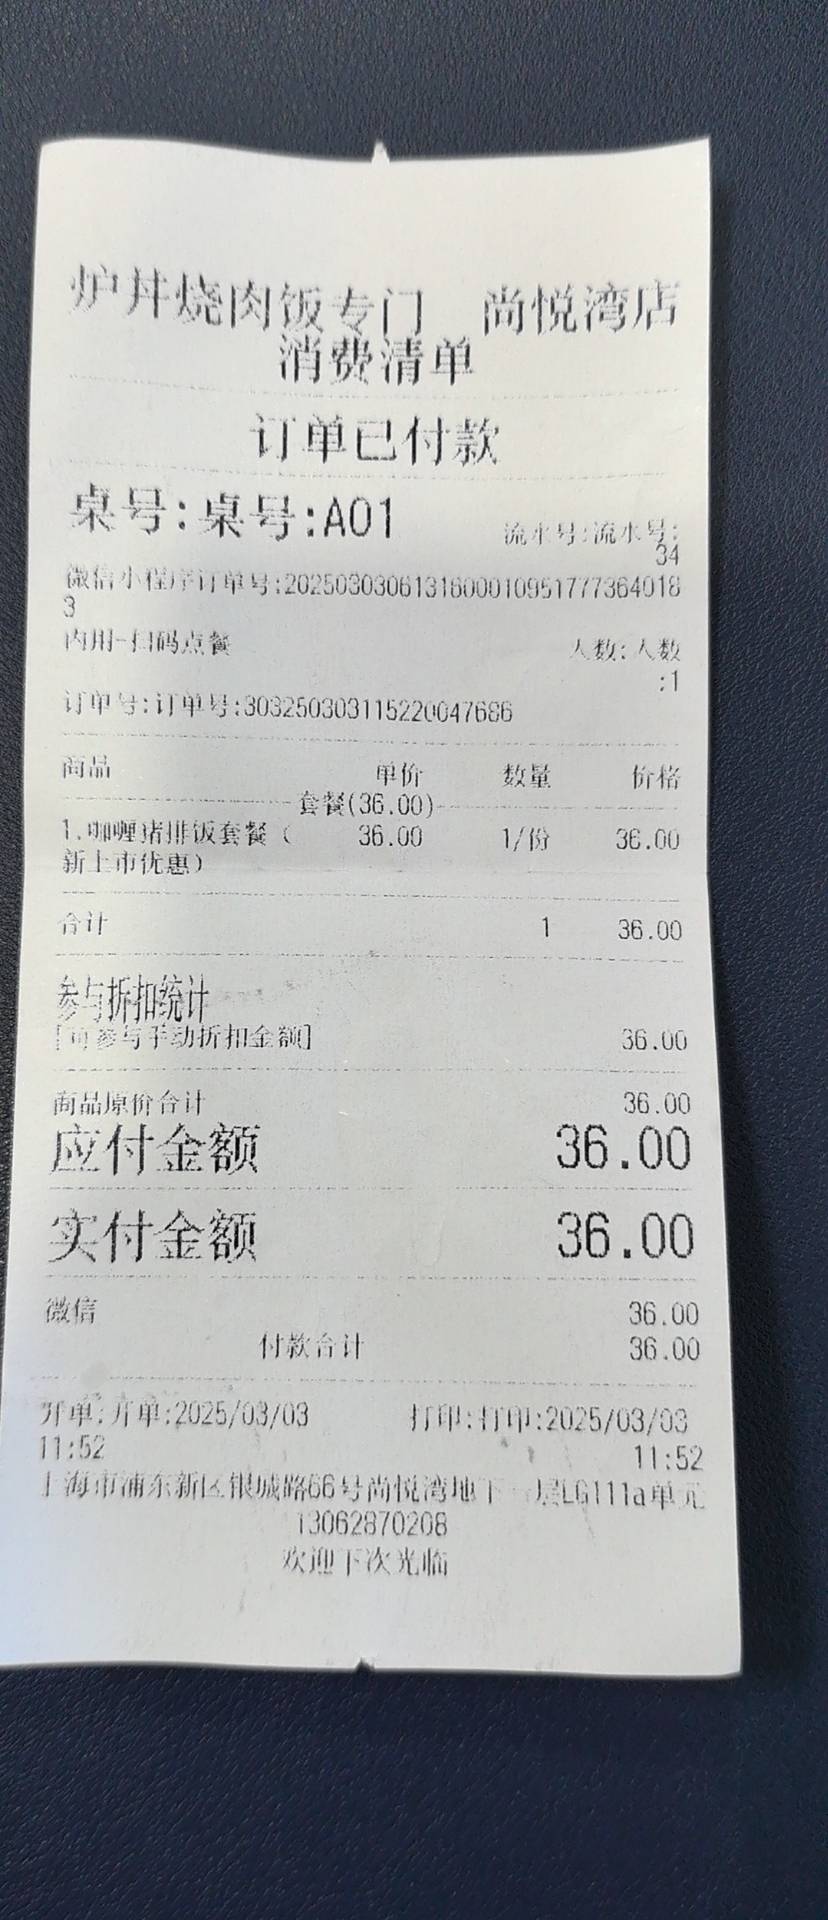 炉丼烧肉饭专门 尚悦湾店
消费清单
订单已付款
桌号:桌号:A01 流水号:流水号:
34
微信小程序订单号:2025030306131600010951777364018
3
内用-扫码点餐 人数:人数
:1
订单号:订单号:303250303115220047686
商品 单价 数量 价格
套餐(36.00)
1.咖喱猪排饭套餐( 36.00 1/份 36.00
新上市优惠)
合计 1 36.00
参与折扣统计
[可参与手动折扣金额] 36.00
商品原价合计 36.00
应付金额 36.00
实付金额 36.00
微信 36.00
付款合计 36.00
开单:开单:2025/03/03 打印:打印:2025/03/03
11:52 11:52
上海市浦东新区银城路66号尚悦湾地下一层LG111a单元
13062870208
欢迎下次光临